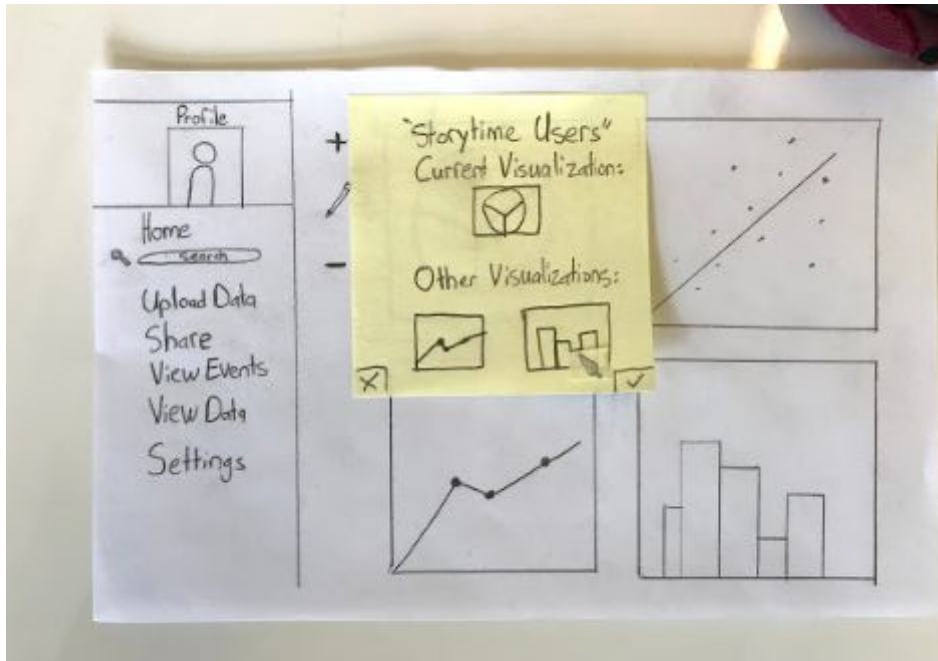 Profile
Home
Search
Upload Data
Share
View Events
View Data
Settings
+
-
"Storytime Users"
Current Visualization:
Other Visualizations: